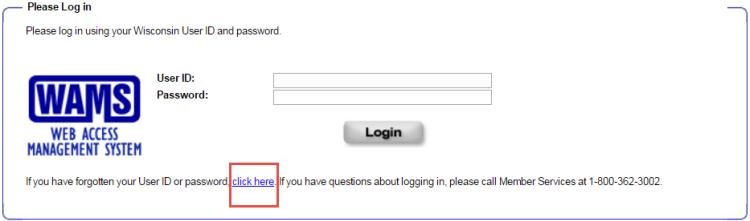 Please Log in
Please log in using your Wisconsin User ID and password.
User ID:
Password:
WAMS
WEB ACCESS
MANAGEMENT SYSTEM
Login
If you have forgotten your User ID or password, click here. If you have questions about logging in, please call Member Services at 1-800-362-3002.